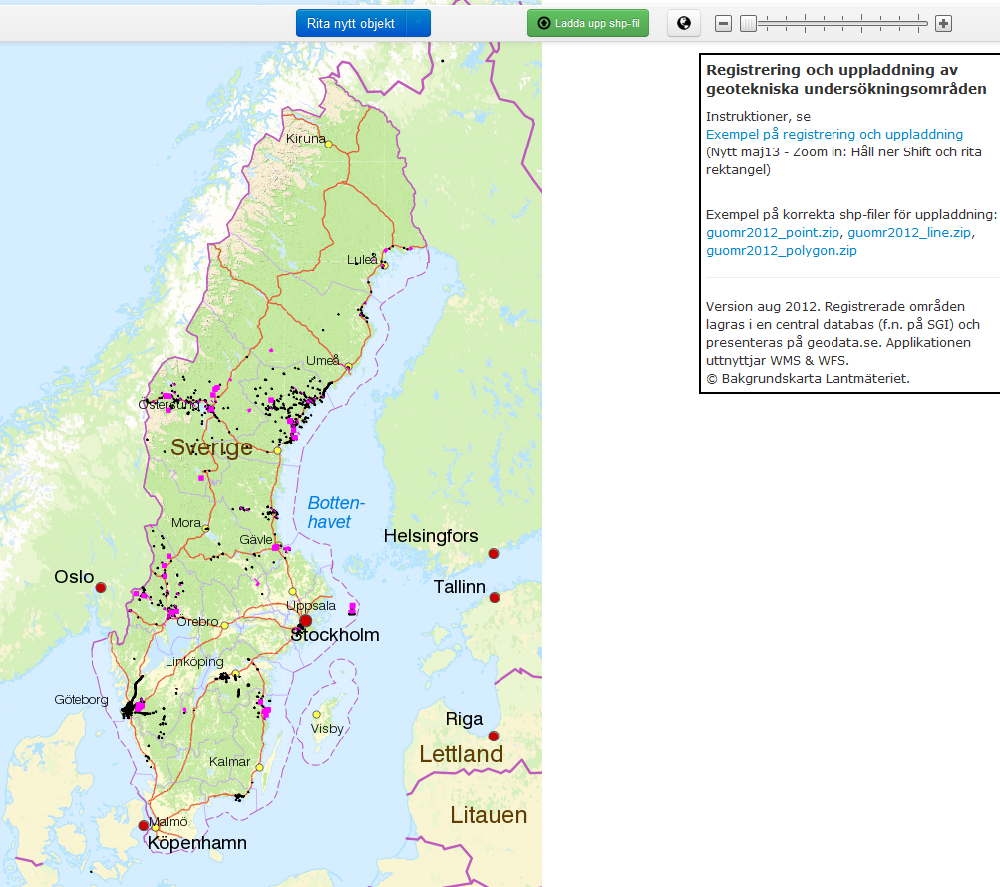 Rita nytt objekt
Ladda upp shp-fil
Registrering och uppladdning av
geotekniska undersökningsområden
Instruktioner, se
Exempel på registrering och uppladdning
(Nytt maj13 - Zoom in: Håll ner Shift och rita
rektangel)
Exempel på korrekta shp-filer för uppladdning:
guomr2012_point.zip, guomr2012_line.zip,
guomr2012_polygon.zip
Version aug 2012. Registrerade områden
lagras i en central databas (f.n. på SGI) och
presenteras på geodata.se. Applikationen
uttnyttjar WMS & WFS.
© Bakgrundskarta Lantmäteriet.
Kiruna
Luleå
Umeå
Östersund
Sverige
Botten-
havet
Mora
Gävle
Helsingfors
Oslo
Tallinn
Uppsala
Örebro
Stockholm
Linköping
Göteborg
Visby
Riga
Lettland
Kalmar
Litauen
Malmö
Köpenhamn